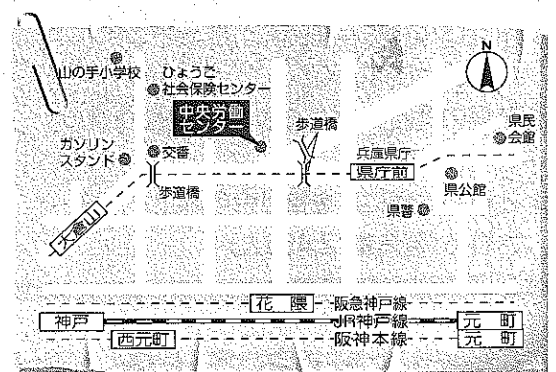 N
山の手小学校
ひょうご
社会保険センター
中央労働
センター
歩道橋
県民
会館
ガソリン
スタンド
交番
兵庫県庁
県庁前
歩道橋
県公館
県警
大倉山
花隈
阪急神戸線
神戸
JR神戸線
元町
西元町
阪神本線
元町